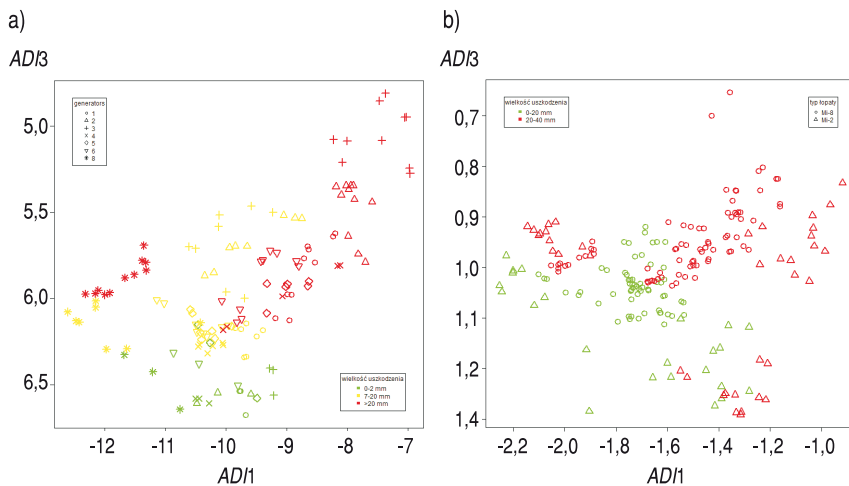 a)
ADI3
generators
1
2
3
4
5
6
8
5,0
5,5
6,0
6,5
wielkość uszkodzenia
0-2 mm
7-20 mm
>20 mm
-12 -11 -10 -9 -8 -7
ADI1
b)
ADI3
wielkość uszkodzenia
0-20 mm
20-40 mm
typ łopaty
Mi-8
Mi-2
0,7
0,8
0,9
1,0
1,1
1,2
1,3
1,4
-2,2 -2,0 -1,8 -1,6 -1,4 -1,2 -1,0
ADI1